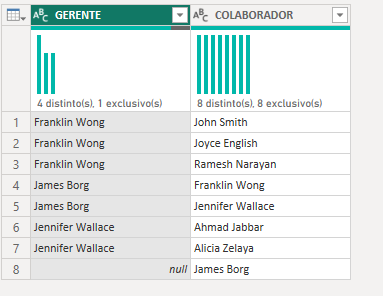 ABC GERENTE ABC COLABORADOR
4 distinto(s), 1 exclusivo(s) 8 distinto(s), 8 exclusivo(s)
1 Franklin Wong John Smith
2 Franklin Wong Joyce English
3 Franklin Wong Ramesh Narayan
4 James Borg Franklin Wong
5 James Borg Jennifer Wallace
6 Jennifer Wallace Ahmad Jabbar
7 Jennifer Wallace Alicia Zelaya
8 null James Borg